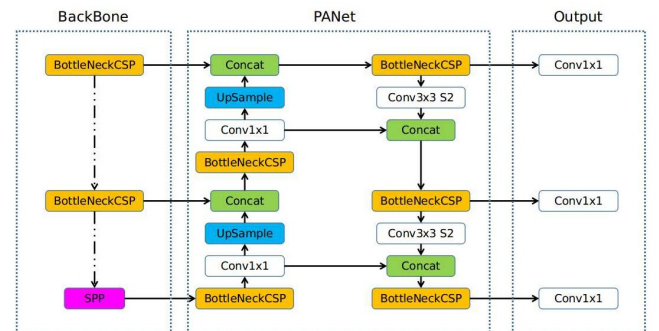 BackBone
PANet
Output
BottleNeckCSP
Concat
BottleNeckCSP
Conv1x1
UpSample
Conv3x3 S2
Conv1x1
Concat
BottleNeckCSP
BottleNeckCSP
Concat
BottleNeckCSP
Conv1x1
UpSample
Conv3x3 S2
Conv1x1
Concat
SPP
BottleNeckCSP
BottleNeckCSP
Conv1x1